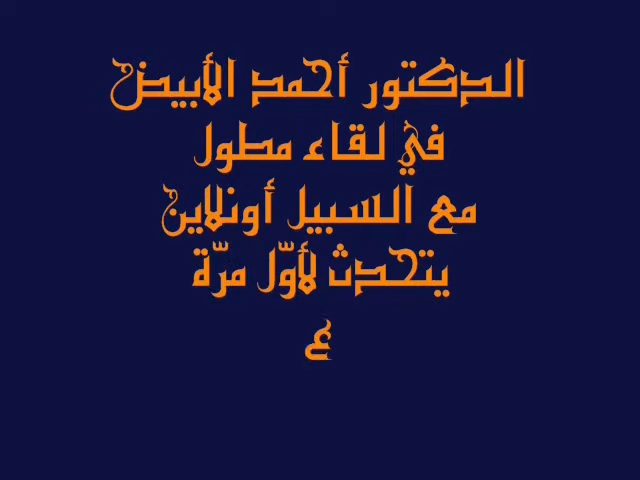 الدكتور أحمد الأبيض
في لقاء مطول
مع السبيل أونلاين
يتحدث لأوّل مرّة
ع